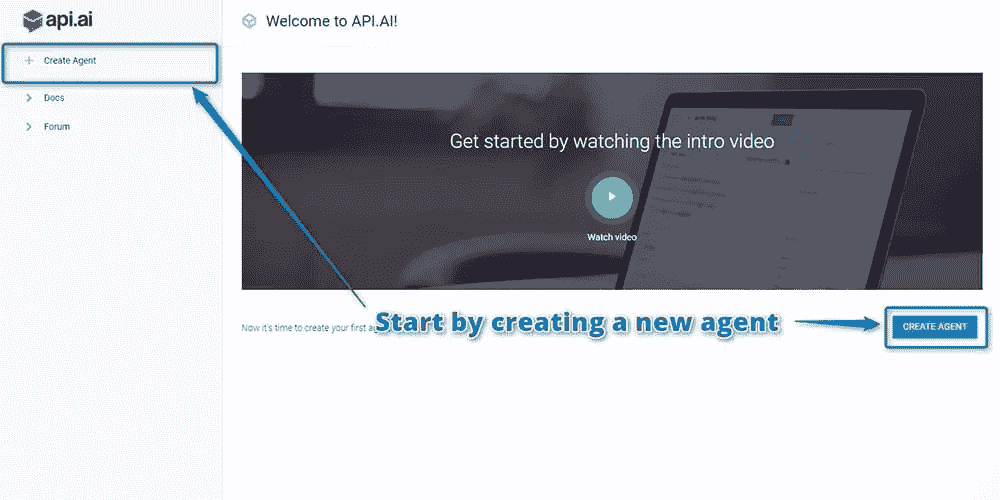 api.ai
Welcome to API.AI!
Create Agent
Docs
Forum
Get started by watching the intro video
Watch video
Now it's time to create your first
Start by creating a new agent
CREATE AGENT